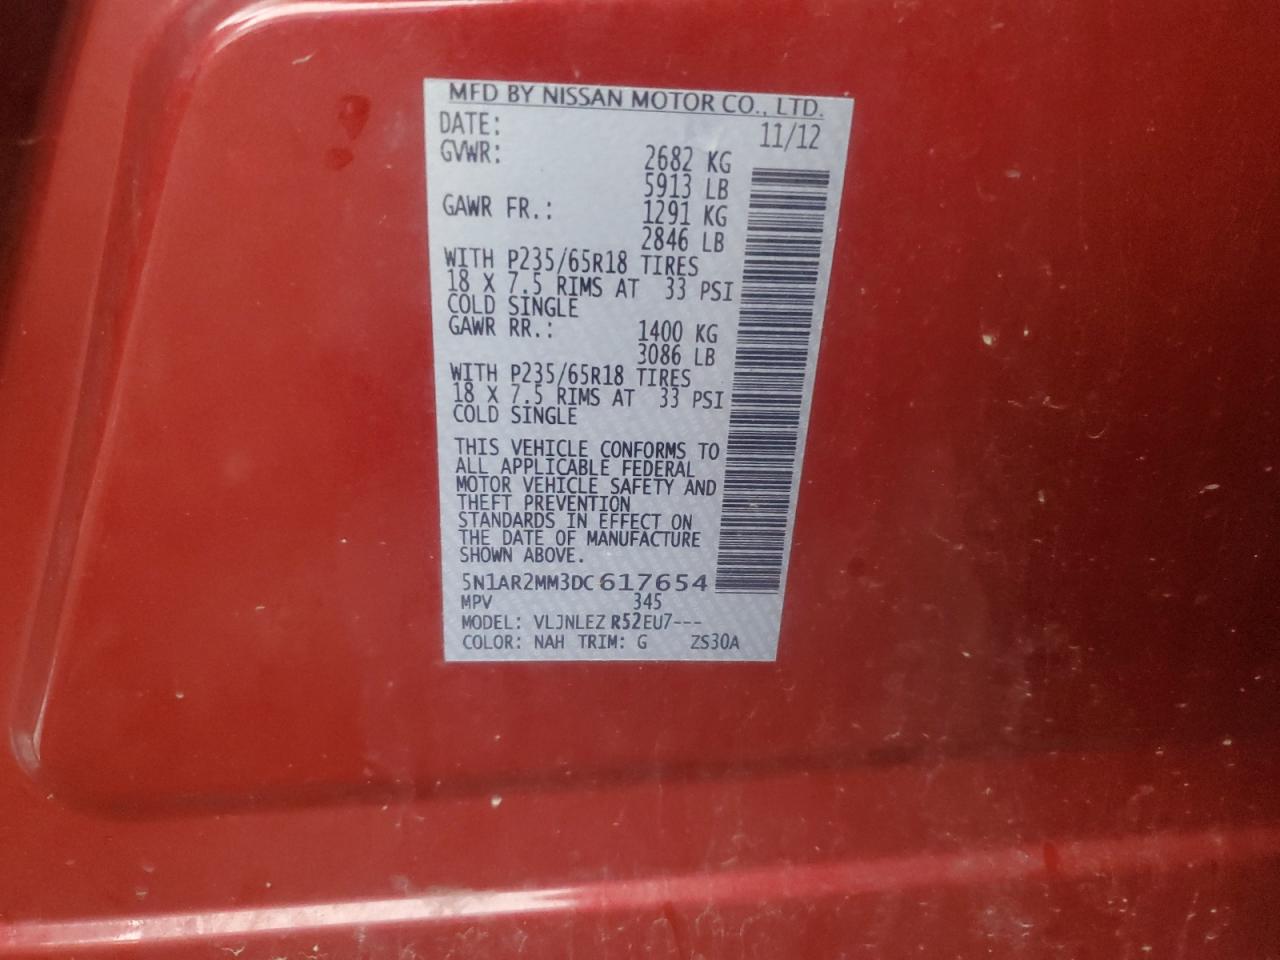 MFD BY NISSAN MOTOR CO., LTD.
DATE: 11/12
GVWR: 2682 KG
5913 LB
GAWR FR.: 1291 KG
2846 LB
WITH P235/65R18 TIRES
18 X 7.5 RIMS AT 33 PSI
COLD SINGLE
GAWR RR.: 1400 KG
3086 LB
WITH P235/65R18 TIRES
18 X 7.5 RIMS AT 33 PSI
COLD SINGLE
THIS VEHICLE CONFORMS TO
ALL APPLICABLE FEDERAL
MOTOR VEHICLE SAFETY AND
THEFT PREVENTION
STANDARDS IN EFFECT ON
THE DATE OF MANUFACTURE
SHOWN ABOVE.
5N1AR2MM3DC617654
MPV 345
MODEL: VLJNLEZ R52EU7---
COLOR: NAH TRIM: G ZS30A